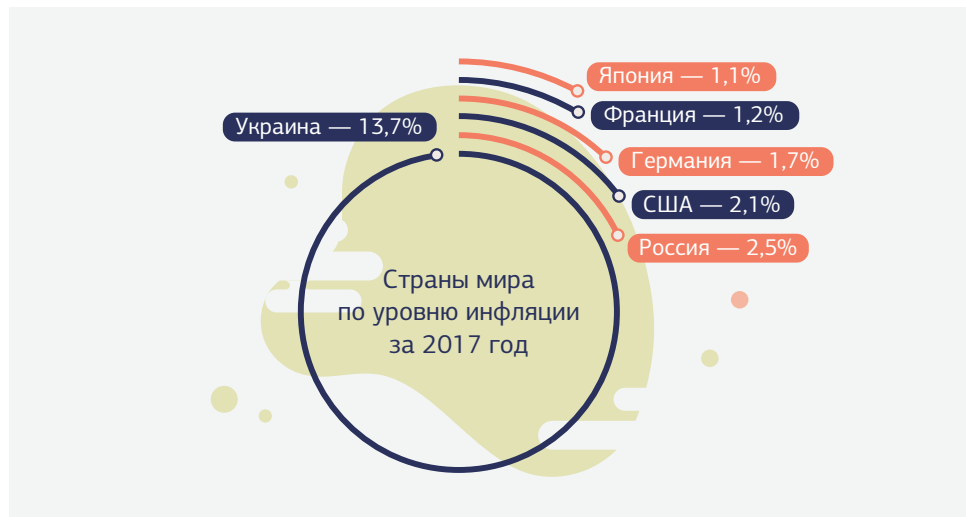 Япония — 1,1%
Франция — 1,2%
Украина — 13,7%
Германия — 1,7%
США — 2,1%
Россия — 2,5%
Страны мира
по уровню инфляции
за 2017 год